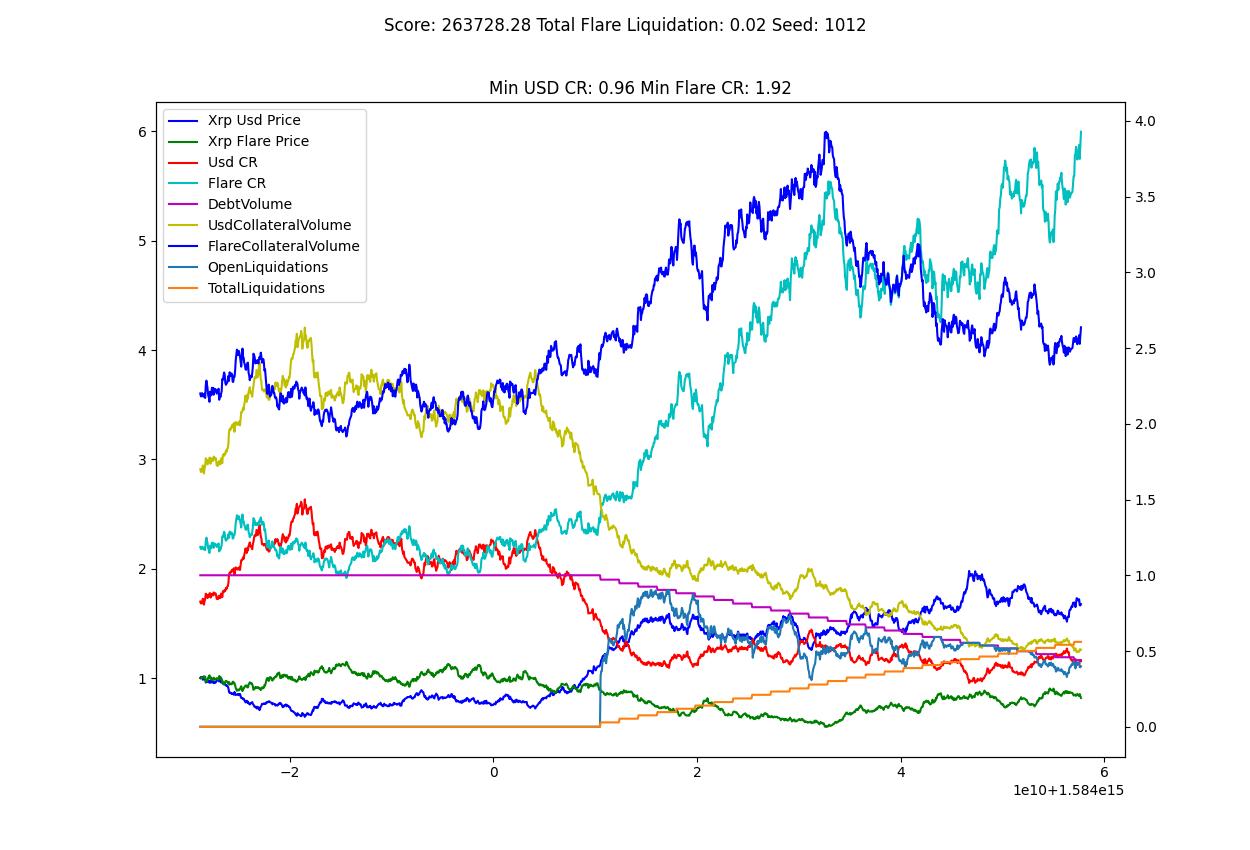 Score: 263728.28 Total Flare Liquidation: 0.02 Seed: 1012
Min USD CR: 0.96 Min Flare CR: 1.92
Xrp Usd Price
Xrp Flare Price
Usd CR
Flare CR
DebtVolume
UsdCollateralVolume
FlareCollateralVolume
OpenLiquidations
TotalLiquidations
6
5
4
3
2
1
4.0
3.5
3.0
2.5
2.0
1.5
1.0
0.5
0.0
−2
0
2
4
6
1e10+1.584e15